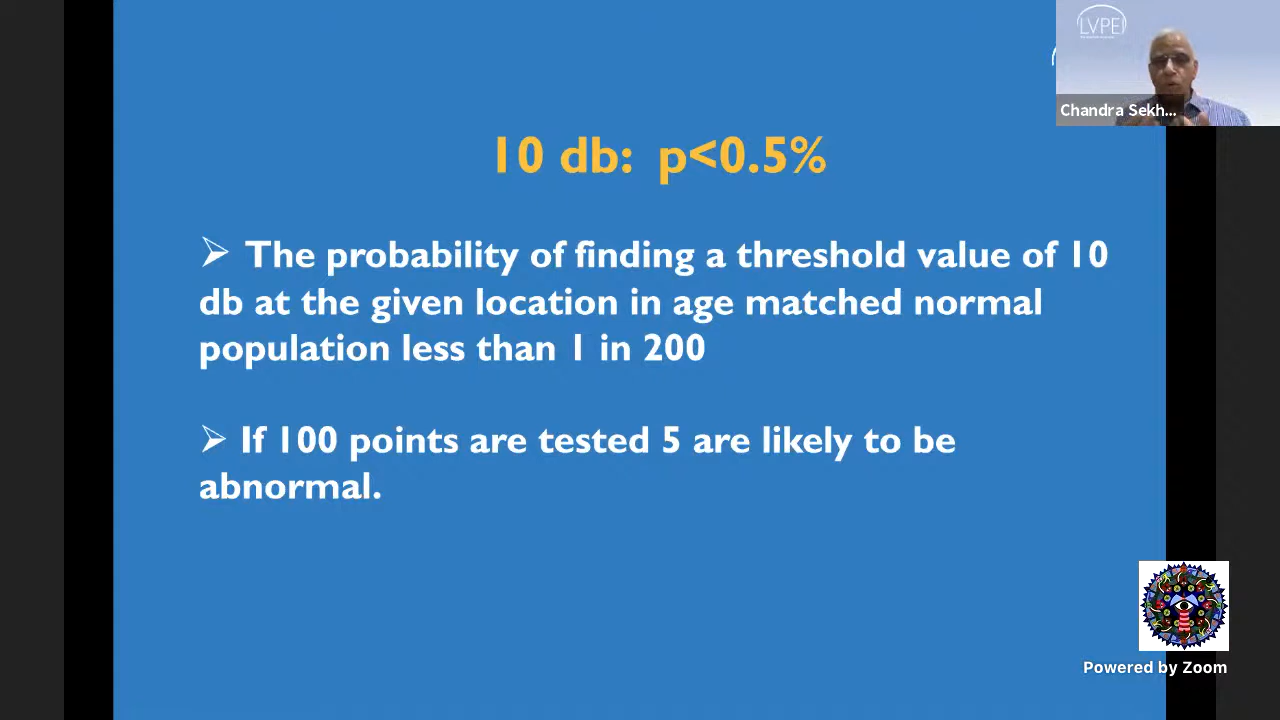 LVPEI
Chandra Sekh...
10 db: p<0.5%
➢ The probability of finding a threshold value of 10
db at the given location in age matched normal
population less than 1 in 200
➢ If 100 points are tested 5 are likely to be
abnormal.
Powered by Zoom